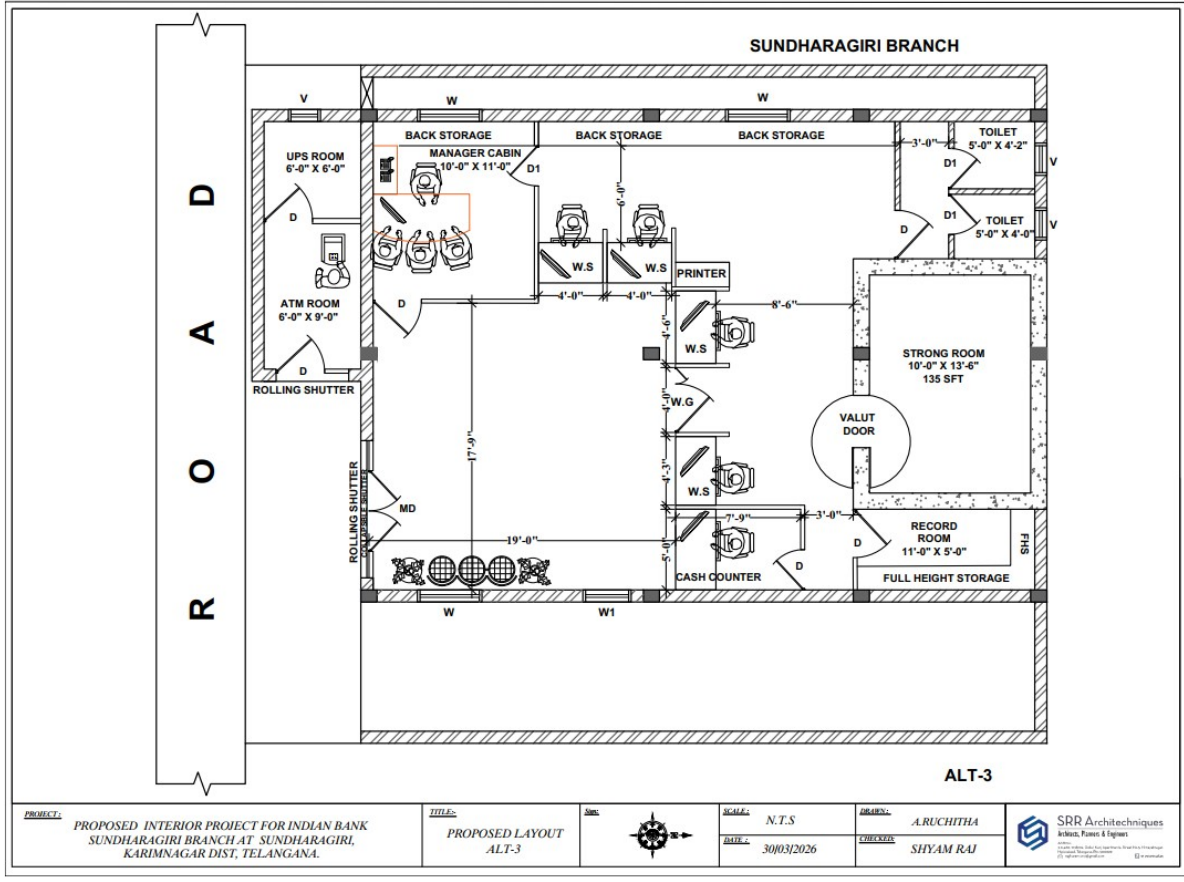 SUNDHARAGIRI BRANCH
ROAD
V
W
W
BACK STORAGE
BACK STORAGE
BACK STORAGE
UPS ROOM
6'-0" X 6'-0"
MANAGER CABIN
10'-0" X 11'-0"
D1
6'-0"
3'-0"
TOILET
5'-0" X 4'-2"
D1
V
D
D
D1
TOILET
5'-0" X 4'-0"
V
W.S
W.S
PRINTER
4'-0"
4'-0"
8'-6"
ATM ROOM
6'-0" X 9'-0"
D
D
ROLLING SHUTTER
4'-6"
W.S
STRONG ROOM
10'-0" X 13'-6"
135 SFT
4'-0"
W.G
VALUT
DOOR
17'-9"
ROLLING SHUTTER
COLLAPSIBLE SHUTTER
MD
4'-3"
W.S
7'-9"
3'-0"
19'-0"
5'-0"
CASH COUNTER
D
D
RECORD
ROOM
11'-0" X 5'-0"
FHS
FULL HEIGHT STORAGE
W
W1
ALT-3
PROJECT:
PROPOSED INTERIOR PROJECT FOR INDIAN BANK
SUNDHARAGIRI BRANCH AT SUNDHARAGIRI,
KARIMNAGAR DIST, TELANGANA.
TITLE:-
PROPOSED LAYOUT
ALT-3
Sign:
SCALE :
N.T.S
DATE :
30/03/2026
DRAWN:
A.RUCHITHA
CHECKED:
SHYAM RAJ
SRR Architechniques
Architects, Planners & Engineers